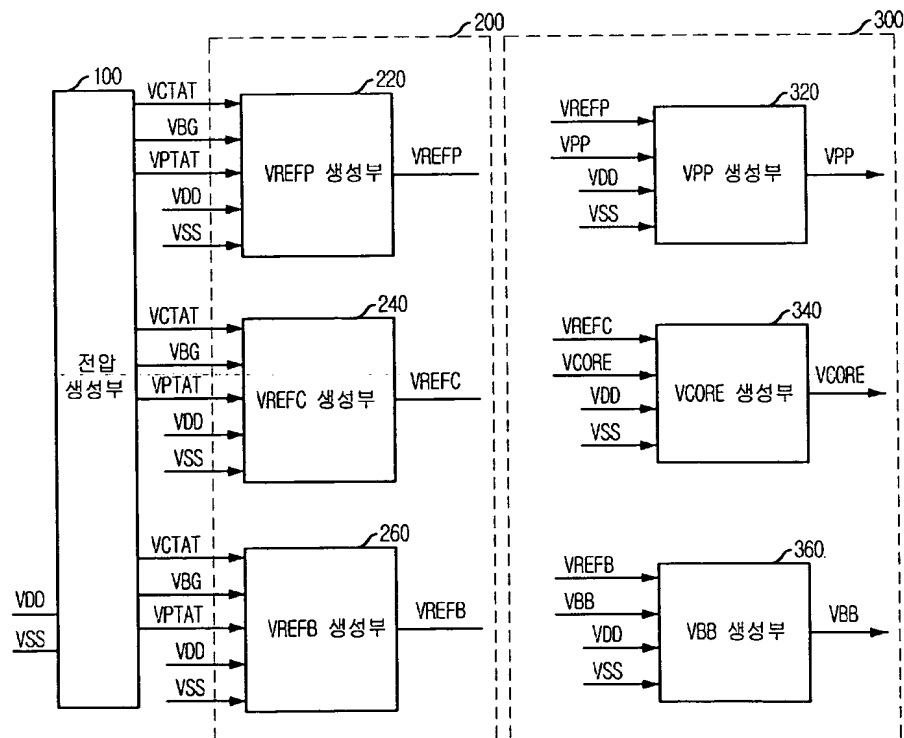 200
300
100
VCTAT
VBG
VPTAT
VDD
VSS
220
VREFP 생성부
VREFP
VREFP
VPP
VDD
VSS
320
VPP 생성부
VPP
전압
생성부
VCTAT
VBG
VPTAT
VDD
VSS
240
VREFC 생성부
VREFC
VREFC
VCORE
VDD
VSS
340
VCORE 생성부
VCORE
VDD
VSS
VCTAT
VBG
VPTAT
VDD
VSS
260
VREFB 생성부
VREFB
VREFB
VBB
VDD
VSS
360
VBB 생성부
VBB